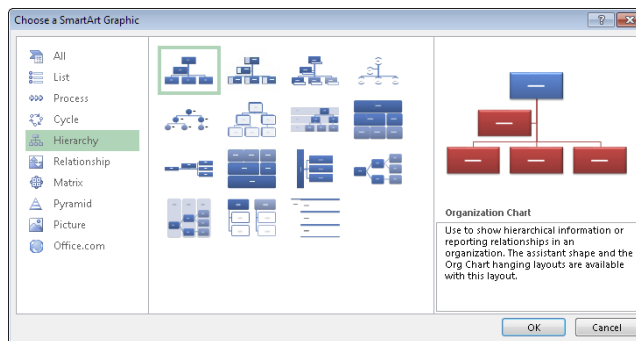 Choose a SmartArt Graphic
All
List
Process
Cycle
Hierarchy
Relationship
Matrix
Pyramid
Picture
Office.com
Organization Chart
Use to show hierarchical information or
reporting relationships in an
organization. The assistant shape and the
Org Chart hanging layouts are available
with this layout.
OK
Cancel